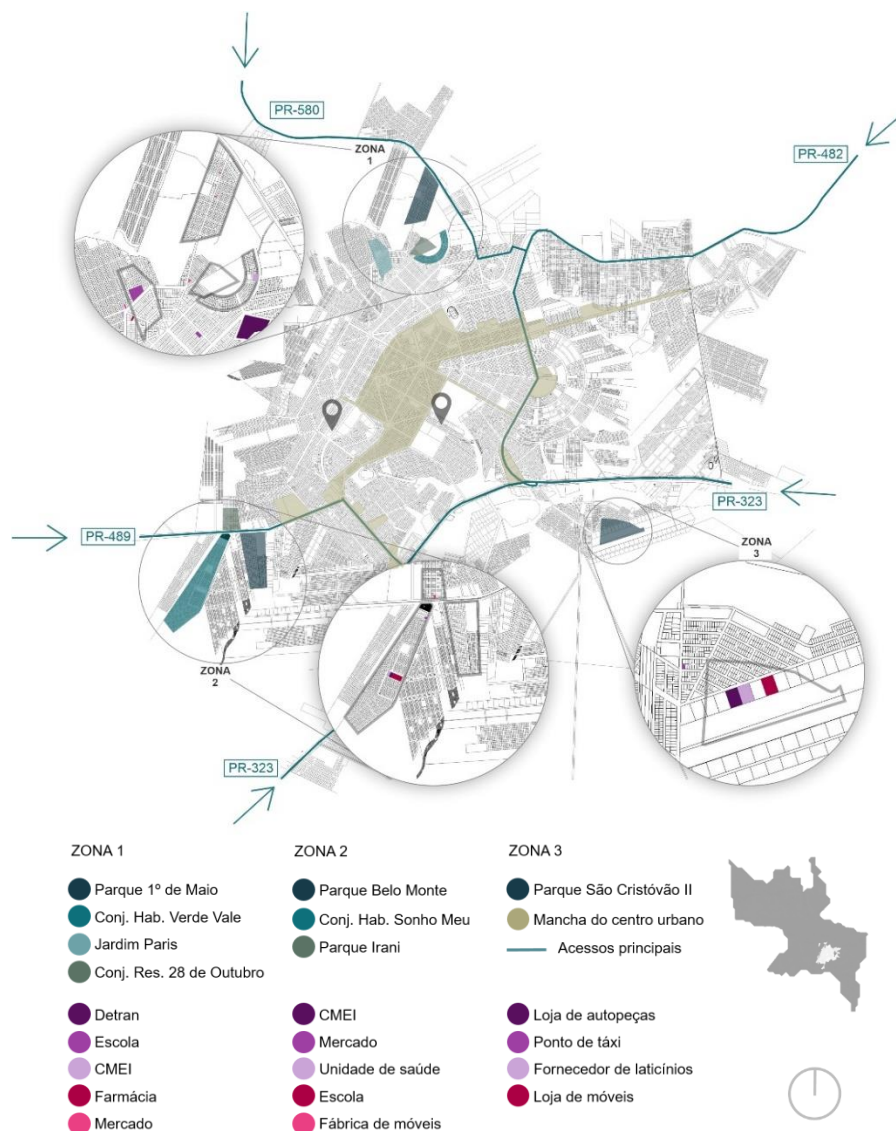 PR-580
ZONA
1
PR-482
PR-489
PR-323
ZONA
3
ZONA
2
PR-323
ZONA 1
Parque 1º de Maio
Conj. Hab. Verde Vale
Jardim Paris
Conj. Res. 28 de Outubro
Detran
Escola
CMEI
Farmácia
Mercado
ZONA 2
Parque Belo Monte
Conj. Hab. Sonho Meu
Parque Irani
CMEI
Mercado
Unidade de saúde
Escola
Fábrica de móveis
ZONA 3
Parque São Cristóvão II
Mancha do centro urbano
Acessos principais
Loja de autopeças
Ponto de táxi
Fornecedor de laticínios
Loja de móveis